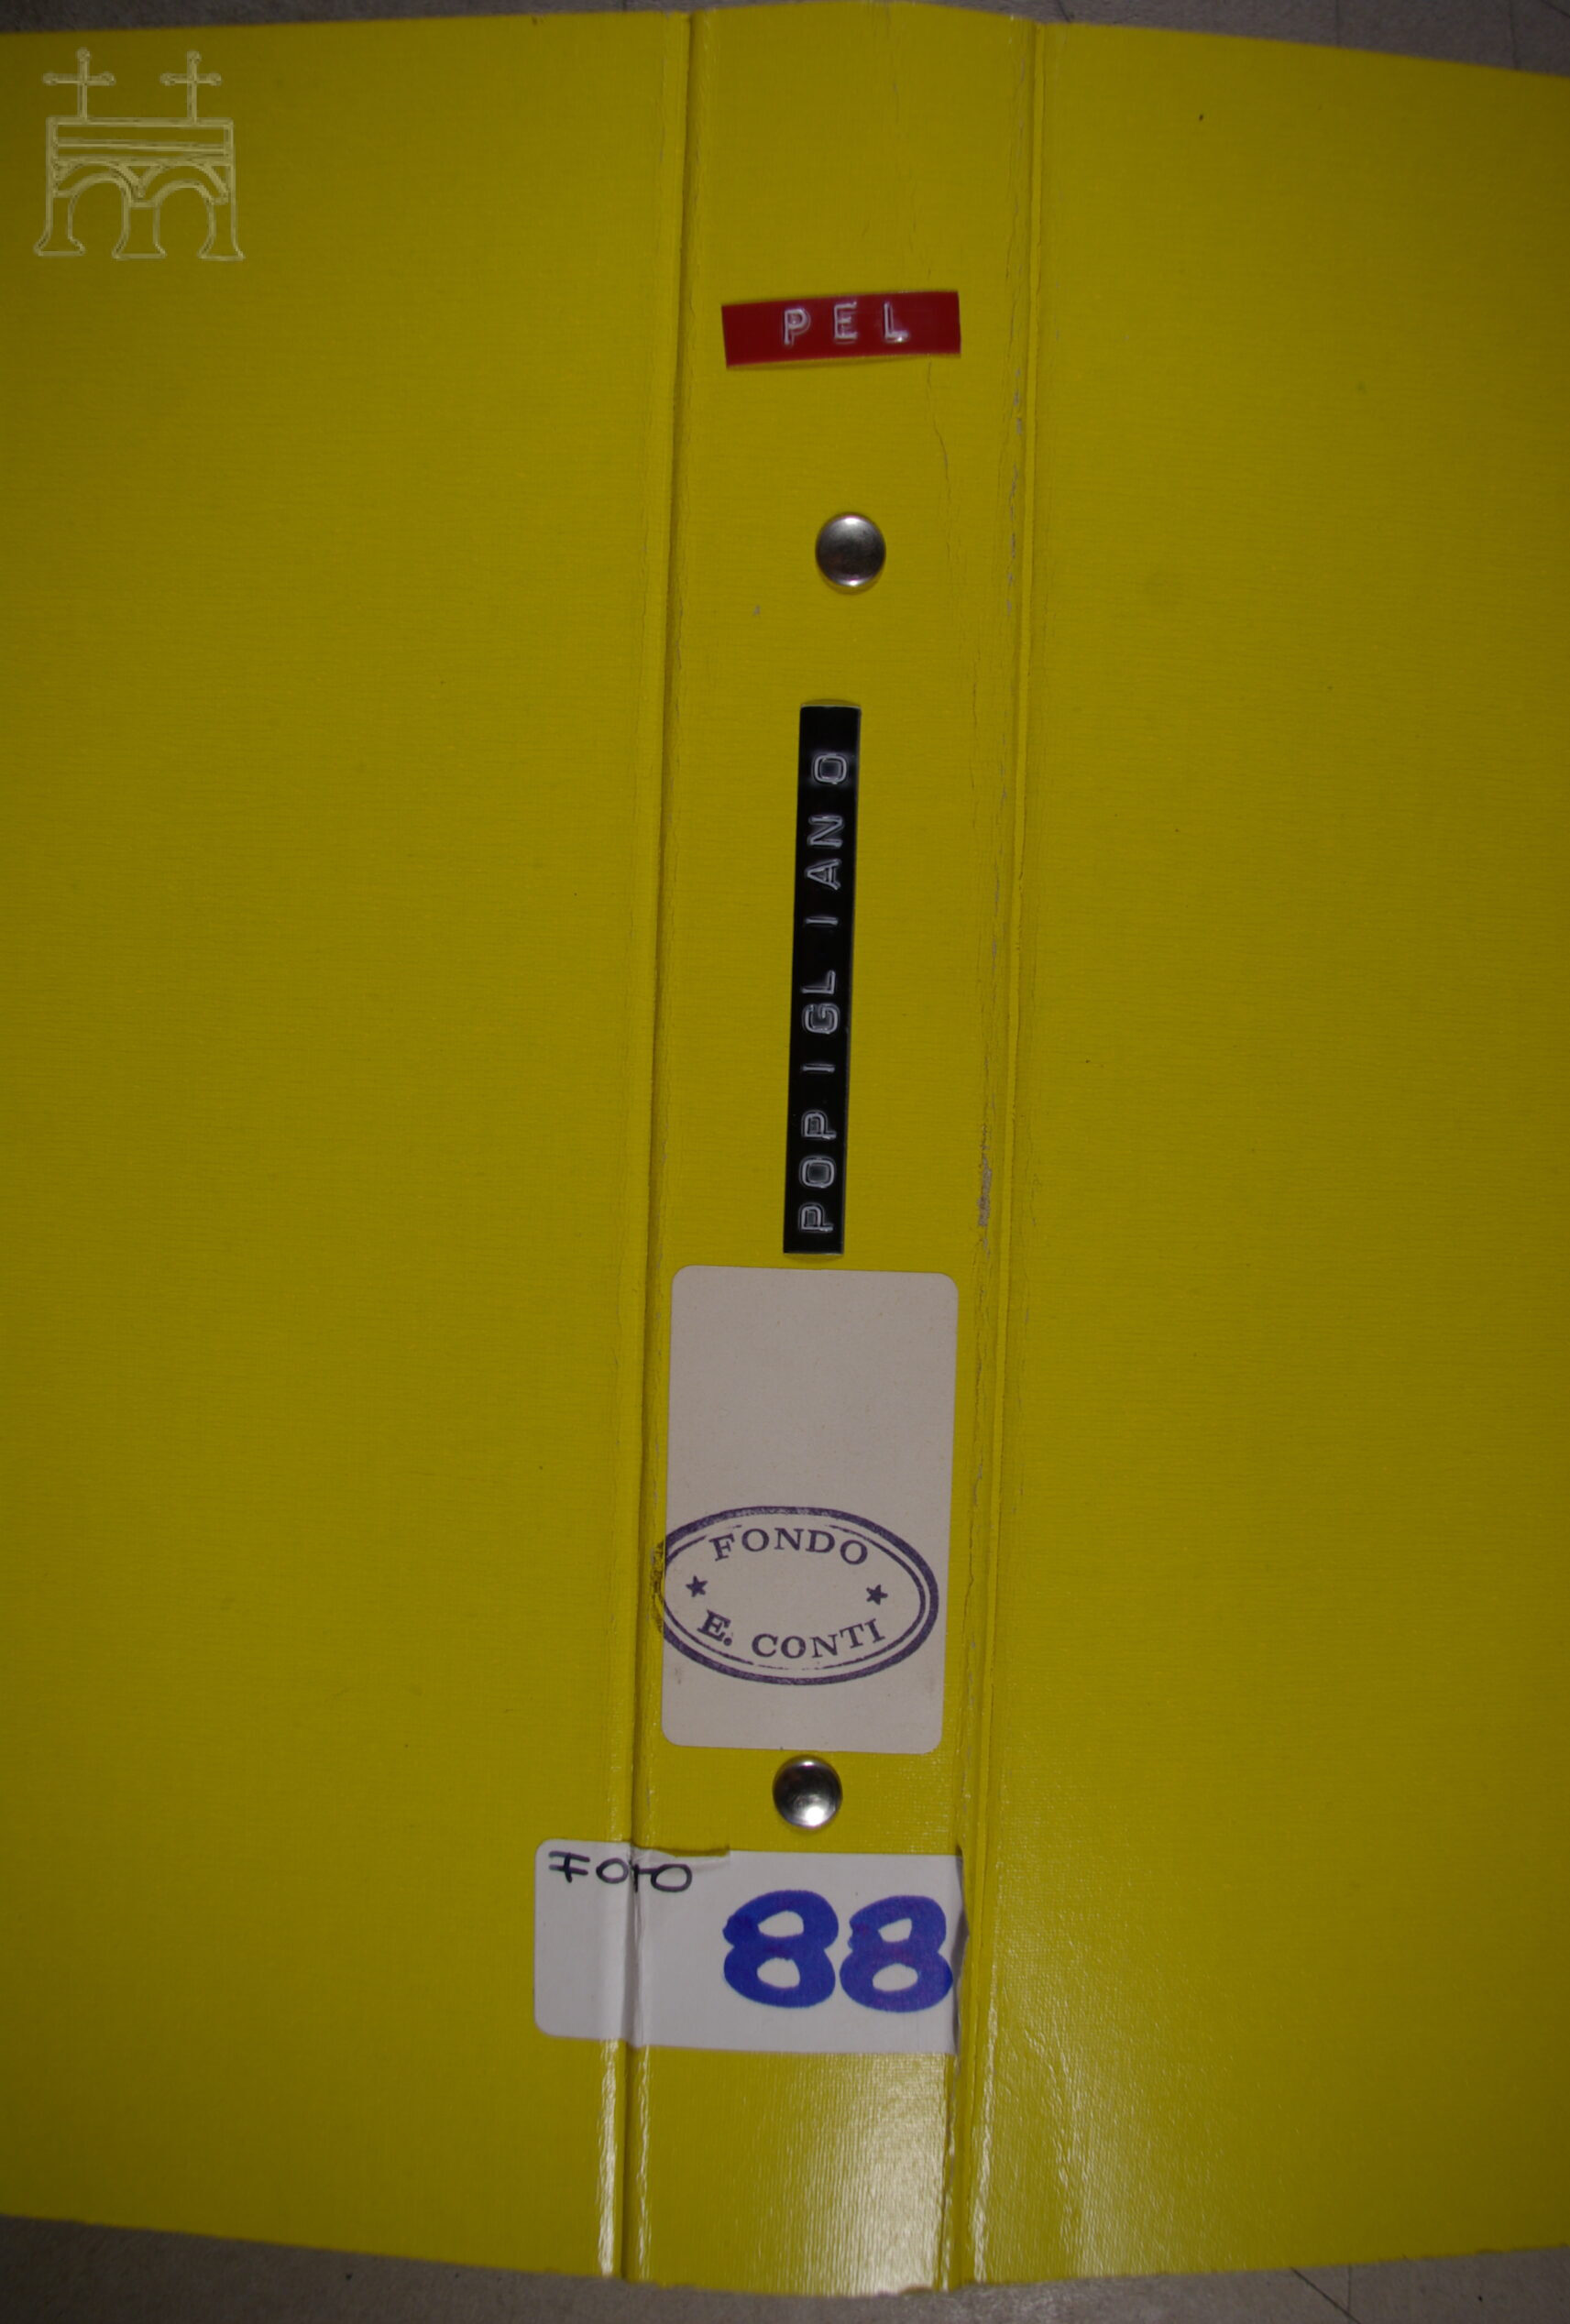 PEL
POPIGLIANO
FONDO
E. CONTI
FOTO
88